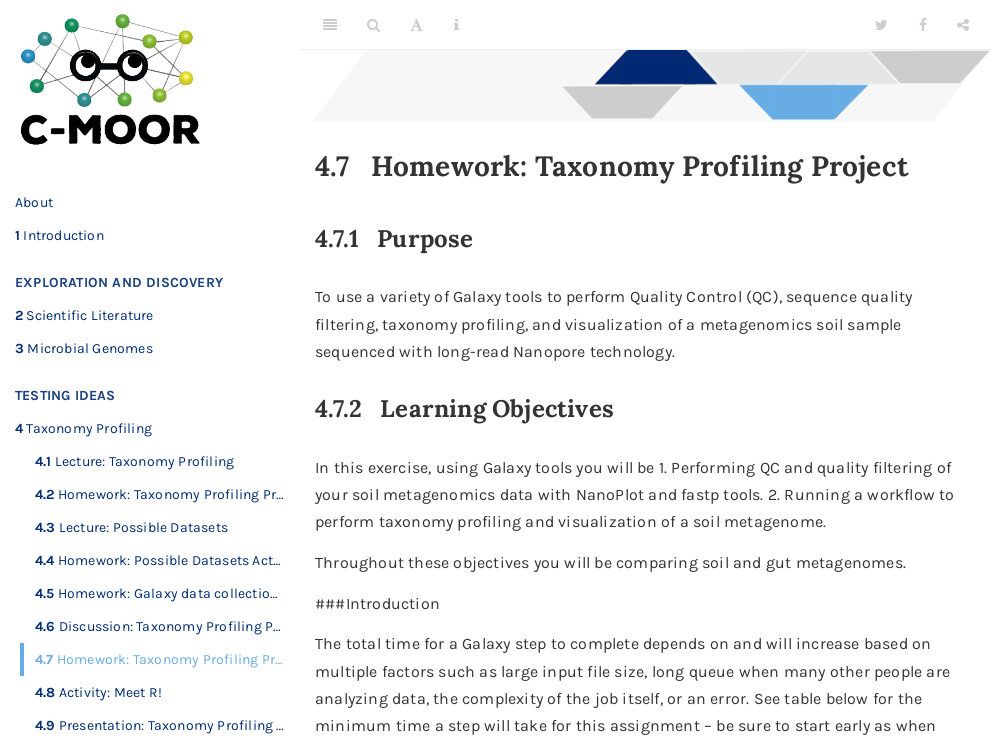 C-MOOR
About
1 Introduction
EXPLORATION AND DISCOVERY
2 Scientific Literature
3 Microbial Genomes
TESTING IDEAS
4 Taxonomy Profiling
4.1 Lecture: Taxonomy Profiling
4.2 Homework: Taxonomy Profiling Pr...
4.3 Lecture: Possible Datasets
4.4 Homework: Possible Datasets Act...
4.5 Homework: Galaxy data collectio...
4.6 Discussion: Taxonomy Profiling P...
4.7 Homework: Taxonomy Profiling Pr...
4.8 Activity: Meet R!
4.9 Presentation: Taxonomy Profiling ...
4.7 Homework: Taxonomy Profiling Project
4.7.1 Purpose
To use a variety of Galaxy tools to perform Quality Control (QC), sequence quality
filtering, taxonomy profiling, and visualization of a metagenomics soil sample
sequenced with long-read Nanopore technology.
4.7.2 Learning Objectives
In this exercise, using Galaxy tools you will be 1. Performing QC and quality filtering of
your soil metagenomics data with NanoPlot and fastp tools. 2. Running a workflow to
perform taxonomy profiling and visualization of a soil metagenome.
Throughout these objectives you will be comparing soil and gut metagenomes.
###Introduction
The total time for a Galaxy step to complete depends on and will increase based on
multiple factors such as large input file size, long queue when many other people are
analyzing data, the complexity of the job itself, or an error. See table below for the
minimum time a step will take for this assignment – be sure to start early as when